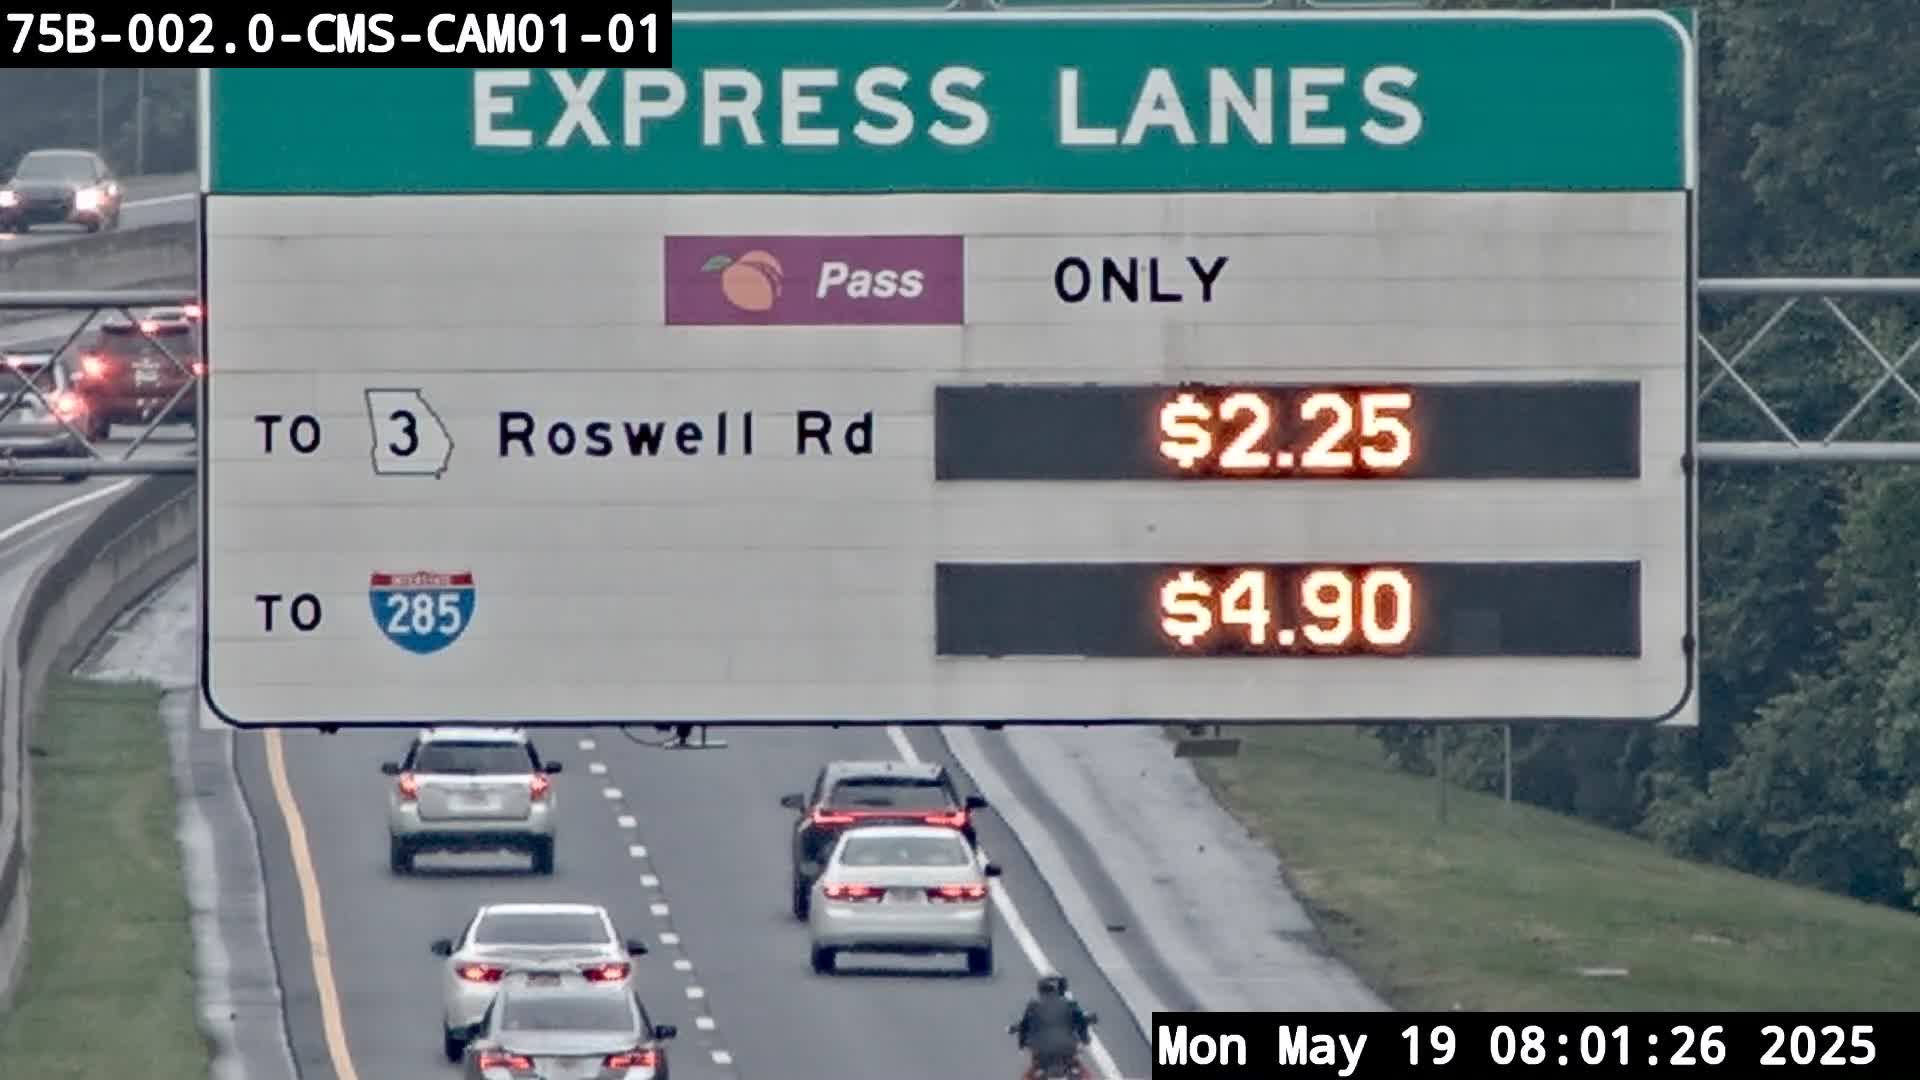 75B-002.0-CMS-CAM01-01
EXPRESS LANES
Pass ONLY
TO 3 Roswell Rd $2.25
INTERSTATE
TO 285 $4.90
Mon May 19 08:01:26 2025